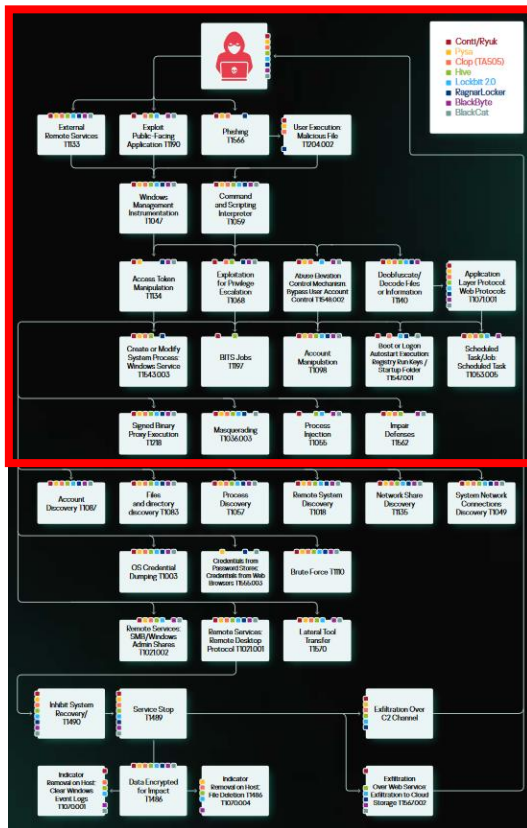 Conti/Ryuk
Pysa
Clop (TA505)
Hive
Lockbit 2.0
RagnarLocker
BlackByte
BlackCat
External
Remote Services
T1133
Exploit
Public-Facing
Application T1190
Phishing
T1566
User Execution:
Malicious File
T1204.002
Windows
Management
Instrumentation
T1047
Command
and Scripting
Interpreter
T1059
Access Token
Manipulation
T1134
Exploitation
for Privilege
Escalation
T1068
Abuse Elevation
Control Mechanism:
Bypass User Account
Control T1548.002
Deobfuscate/
Decode Files
or Information
T1140
Application
Layer Protocol:
Web Protocols
T1071.001
Create or Modify
System Process:
Windows Service
T1543.003
BITS Jobs
T1197
Account
Manipulation
T1098
Boot or Logon
Autostart Execution:
Registry Run Keys /
Startup Folder
T1547.001
Scheduled
Task/Job
Scheduled Task
T1053.005
Signed Binary
Proxy Execution
T1218
Masquerading
T1036.003
Process
Injection
T1055
Impair
Defenses
T1562
Account
Discovery T1087
Files
and directory
discovery T1083
Process
Discovery
T1057
Remote System
Discovery
T1018
Network Share
Discovery
T1135
System Network
Connections
Discovery T1049
OS Credential
Dumping T1003
Credentials from
Password Stores:
Credentials from Web
Browsers T1555.003
Brute Force T1110
Remote Services:
SMB/Windows
Admin Shares
T1021.002
Remote Services:
Remote Desktop
Protocol T1021.001
Lateral Tool
Transfer
T1570
Inhibit System
Recovery/
T1490
Service Stop
T1489
Exfiltration Over
C2 Channel
Indicator
Removal on Host:
Clear Windows
Event Logs
T1070.001
Data Encrypted
for Impact
T1486
Indicator
Removal on Host:
File Deletion T1486
T1070.004
Exfiltration
Over Web Service
Exfiltration to Cloud
Storage T1567.002